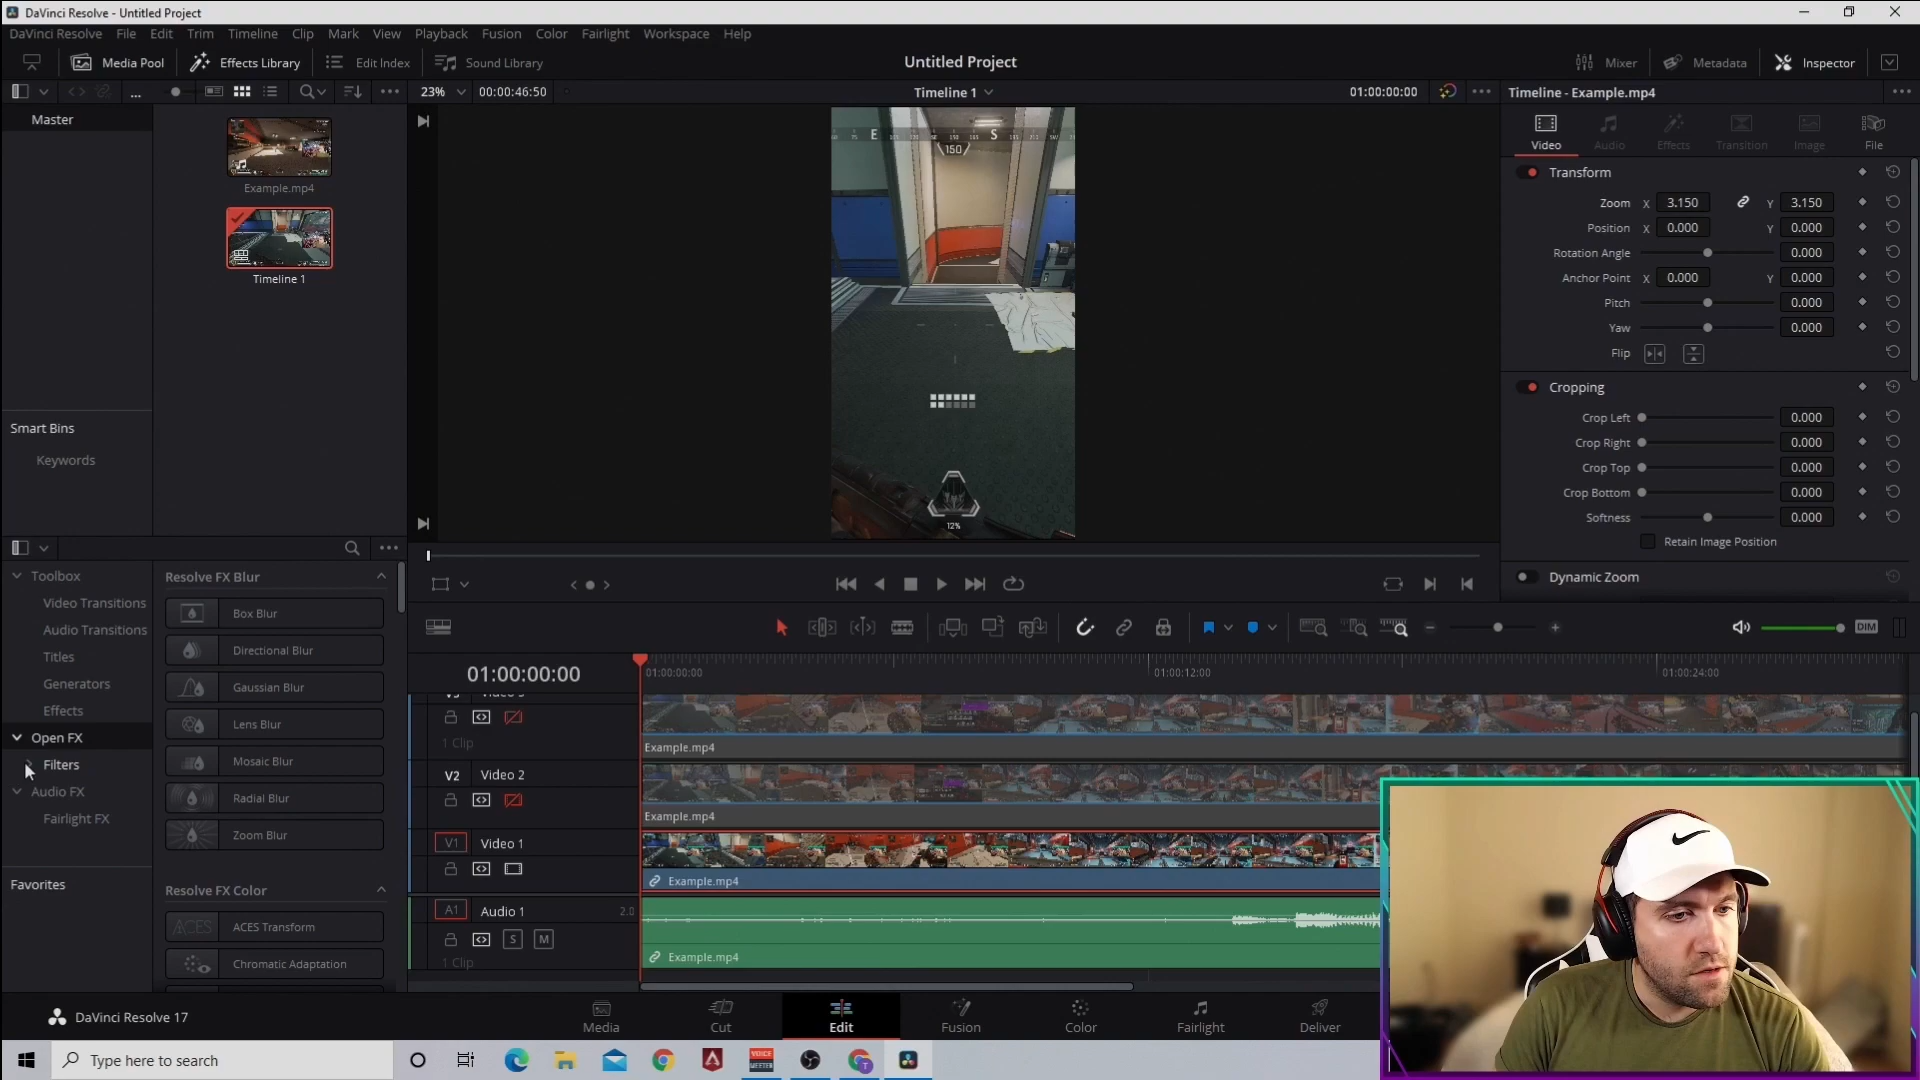 DaVinci Resolve - Untitled Project
DaVinci Resolve File Edit Trim Timeline Clip Mark View Playback Fusion Color Fairlight Workspace Help
Media Pool Effects Library Edit Index Sound Library Untitled Project Mixer Metadata Inspector
... 23% 00:00:46:50 Timeline 1 01:00:00:00 Timeline - Example.mp4
Master
Example.mp4
Timeline 1
Smart Bins
Keywords
E S
150
12%
Video Audio Effects Transition Image File
Transform
Zoom X 3.150 Y 3.150
Position X 0.000 Y 0.000
Rotation Angle 0.000
Anchor Point X 0.000 Y 0.000
Pitch 0.000
Yaw 0.000
Flip
Cropping
Crop Left 0.000
Crop Right 0.000
Crop Top 0.000
Crop Bottom 0.000
Softness 0.000
Retain Image Position
Dynamic Zoom
Toolbox
Video Transitions
Audio Transitions
Titles
Generators
Effects
Open FX
Filters
Audio FX
Fairlight FX
Favorites
Resolve FX Blur
Box Blur
Directional Blur
Gaussian Blur
Lens Blur
Mosaic Blur
Radial Blur
Zoom Blur
Resolve FX Color
ACES Transform
Chromatic Adaptation
DIM
01:00:00:00 01:00:00:00 01:00:12:00 01:00:24:00
1 Clip
Example.mp4
V2 Video 2
Example.mp4
V1 Video 1
Example.mp4
A1 Audio 1 2.0
S M
1 Clip
Example.mp4
DaVinci Resolve 17
Media Cut Edit Fusion Color Fairlight Deliver
Type here to search
VOICE MEETER
T